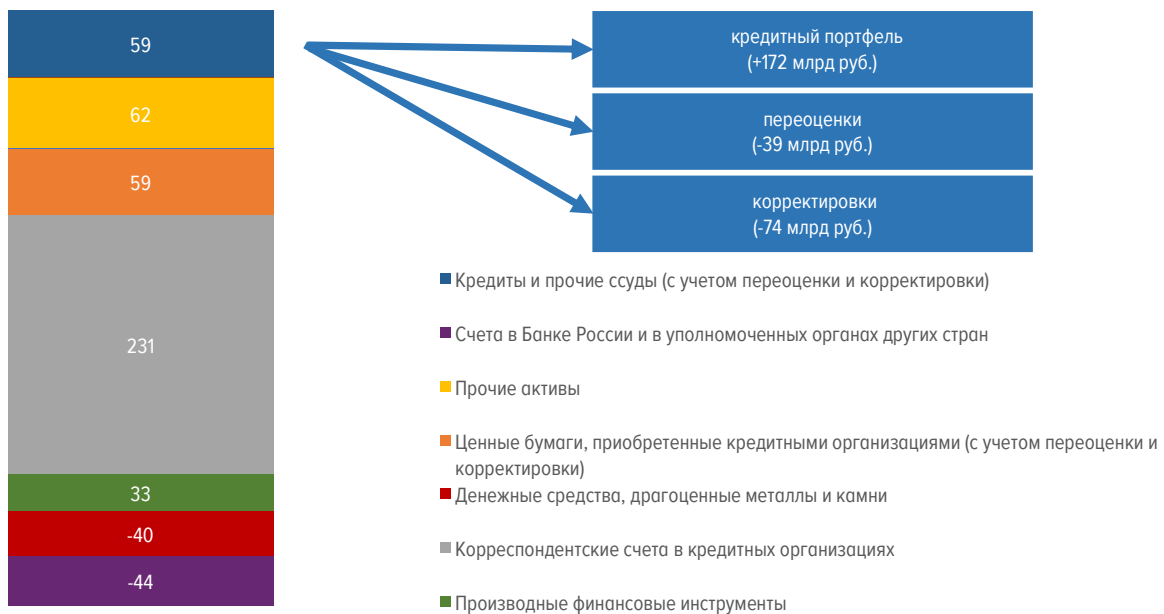 59
62
59
231
33
-40
-44
кредитный портфель
(+172 млрд руб.)
переоценки
(-39 млрд руб.)
корректировки
(-74 млрд руб.)
Кредиты и прочие ссуды (с учетом переоценки и корректировки)
Счета в Банке России и в уполномоченных органах других стран
Прочие активы
Ценные бумаги, приобретенные кредитными организациями (с учетом переоценки и
корректировки)
Денежные средства, драгоценные металлы и камни
Корреспондентские счета в кредитных организациях
Производные финансовые инструменты